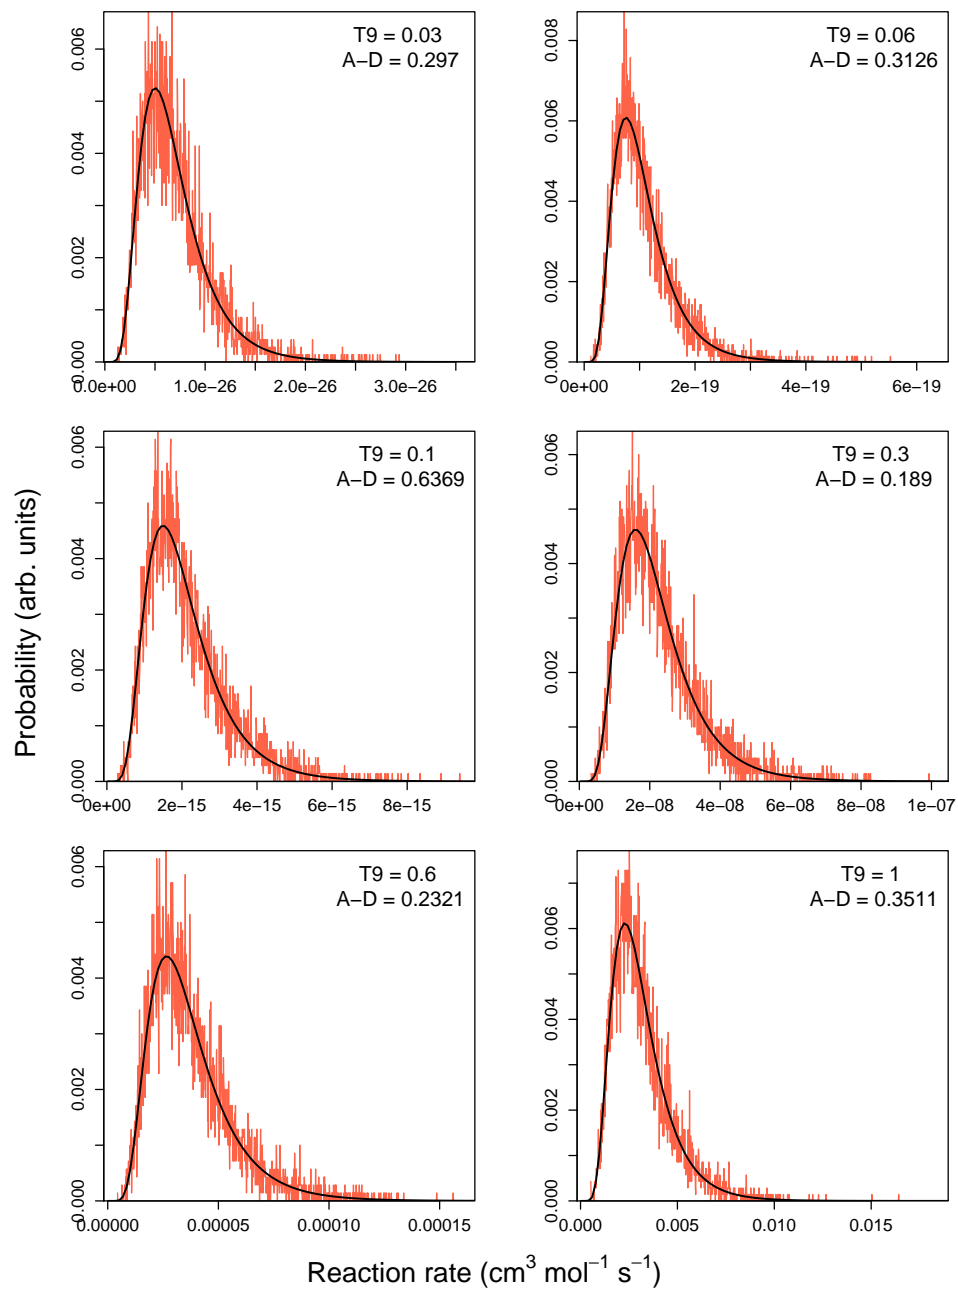 T9 = 0.03
A−D = 0.297
0.000
0.002
0.004
0.006
0.0e+00
1.0e−26
2.0e−26
3.0e−26
T9 = 0.06
A−D = 0.3126
0.000
0.002
0.004
0.006
0.008
0e+00
2e−19
4e−19
6e−19
T9 = 0.1
A−D = 0.6369
0.000
0.002
0.004
0.006
0e+00
2e−15
4e−15
6e−15
8e−15
T9 = 0.3
A−D = 0.189
0.000
0.002
0.004
0.006
0e+00
2e−08
4e−08
6e−08
8e−08
1e−07
T9 = 0.6
A−D = 0.2321
0.000
0.002
0.004
0.006
0.00000
0.00005
0.00010
0.00015
T9 = 1
A−D = 0.3511
0.000
0.002
0.004
0.006
0.000
0.005
0.010
0.015
Probability (arb. units)
Reaction rate (cm³ mol⁻¹ s⁻¹)